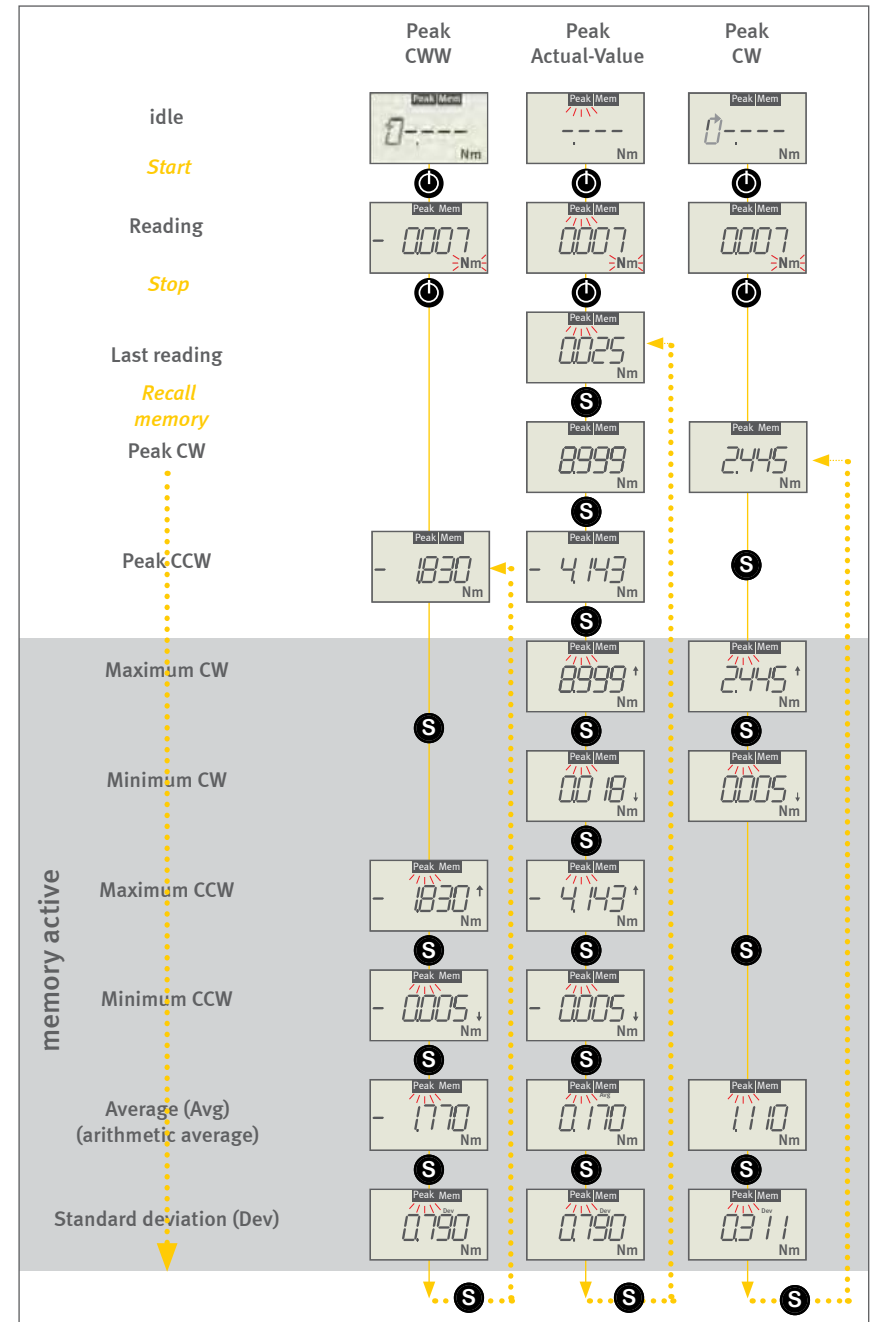 Peak Peak Peak
CWW Actual-Value CW
idle
Peak Mem Peak Mem Peak Mem
0-.--- -.--- 0-.---
Nm Nm Nm
Start
Reading
Peak Mem Peak Mem Peak Mem
- 0.007 0.007 0.007
Nm Nm Nm
Stop
Last reading
Peak Mem
0.025
Nm
Recall
memory
S
Peak CW
Peak Mem Peak Mem
8.999 2.445
Nm Nm
S
Peak CCW
Peak Mem Peak Mem
- 1.830 - 4.143 S
Nm Nm
S
memory active
Maximum CW
Peak Mem Peak Mem
8.999 2.445
Nm Nm
S S S
Minimum CW
Peak Mem Peak Mem
0.018 0.005
Nm Nm
S
Maximum CCW
Peak Mem Peak Mem
- 1.830 - 4.143
Nm Nm
S S S
Minimum CCW
Peak Mem Peak Mem
- 0.005 - 0.005
Nm Nm
S S
Average (Avg)
(arithmetic average)
Peak Mem Peak Mem Peak Mem
Avg
- 1.770 0.170 1.110
Nm Nm Nm
S S S
Standard deviation (Dev)
Peak Mem Peak Mem Peak Mem
Dev Dev Dev
0.790 0.790 0.311
Nm Nm Nm
S S S